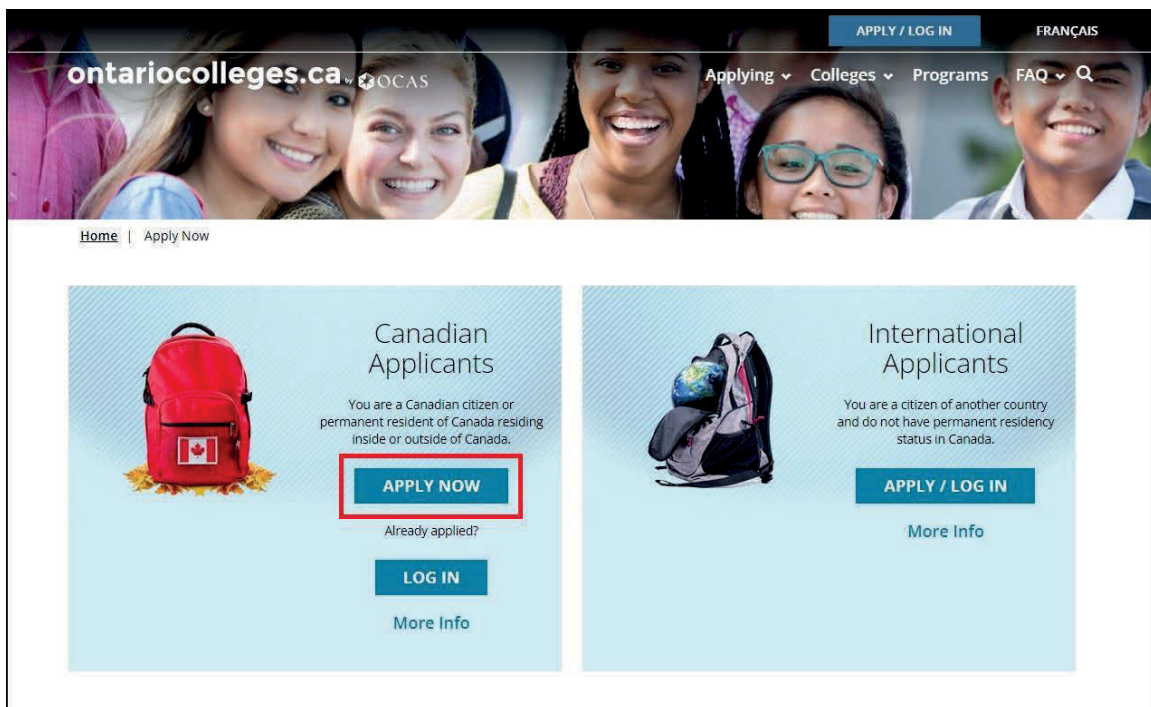 APPLY / LOG IN FRANÇAIS
ontariocolleges.ca by OCAS Applying Colleges Programs FAQ
Home | Apply Now
Canadian
Applicants
You are a Canadian citizen or
permanent resident of Canada residing
inside or outside of Canada.
APPLY NOW
Already applied?
LOG IN
More Info
International
Applicants
You are a citizen of another country
and do not have permanent residency
status in Canada.
APPLY / LOG IN
More Info